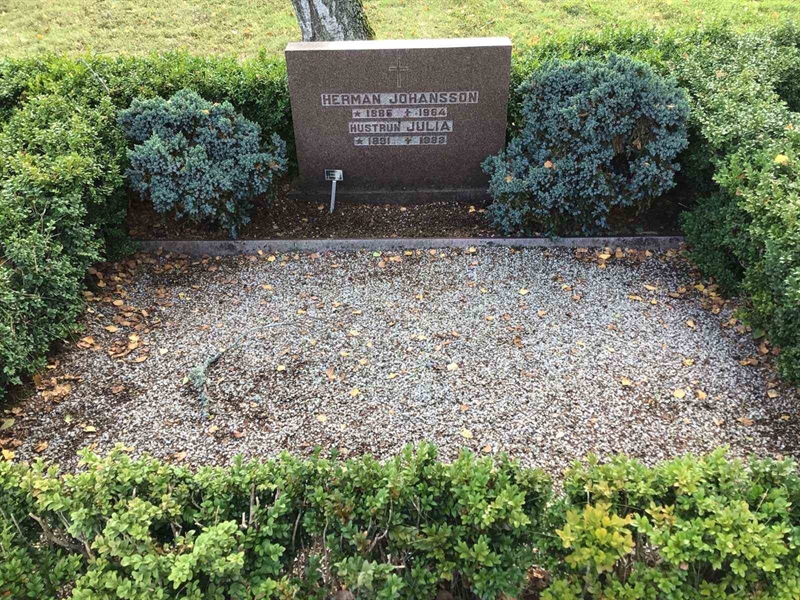 HERMAN JOHANSSON
★ 1886 ✝ 1964
HUSTRUN JULIA
★ 1891 ✝ 1982